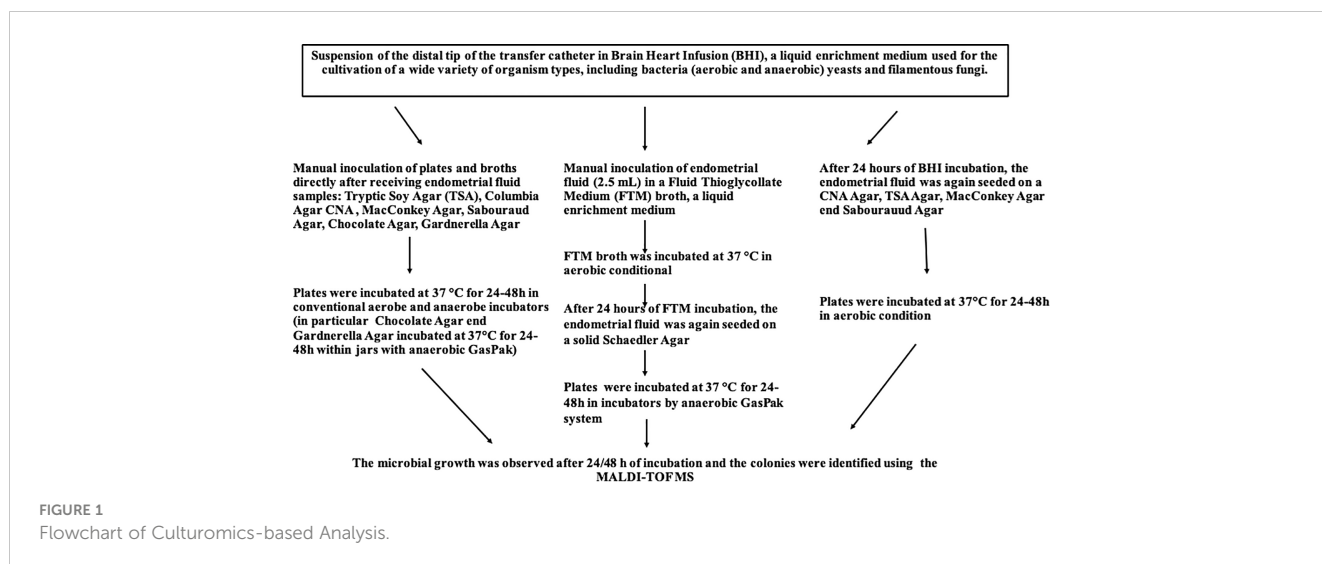 Suspension of the distal tip of the transfer catheter in Brain Heart Infusion (BHI), a liquid enrichment medium used for the
cultivation of a wide variety of organism types, including bacteria (aerobic and anaerobic) yeasts and filamentous fungi.
Manual inoculation of plates and broths
directly after receiving endometrial fluid
samples: Tryptic Soy Agar (TSA), Columbia
Agar CNA , MacConkey Agar, Sabouraud
Agar, Chocolate Agar, Gardnerella Agar
Plates were incubated at 37 °C for 24-48h in
conventional aerobe and anaerobe incubators
(in particular Chocolate Agar end
Gardnerella Agar incubated at 37°C for 24-
48h within jars with anaerobic GasPak)
Manual inoculation of endometrial
fluid (2.5 mL) in a Fluid Thioglycollate
Medium (FTM) broth, a liquid
enrichment medium
FTM broth was incubated at 37 °C in
aerobic conditional
After 24 hours of FTM incubation, the
endometrial fluid was again seeded on
a solid Schaedler Agar
Plates were incubated at 37 °C for 24-
48h in incubators by anaerobic GasPak
system
After 24 hours of BHI incubation, the
endometrial fluid was again seeded on a
CNA Agar, TSA Agar, MacConkey Agar
end Sabourauud Agar
Plates were incubated at 37°C for 24-48h
in aerobic condition
The microbial growth was observed after 24/48 h of incubation and the colonies were identified using the
MALDI-TOFMS
FIGURE 1
Flowchart of Culturomics-based Analysis.